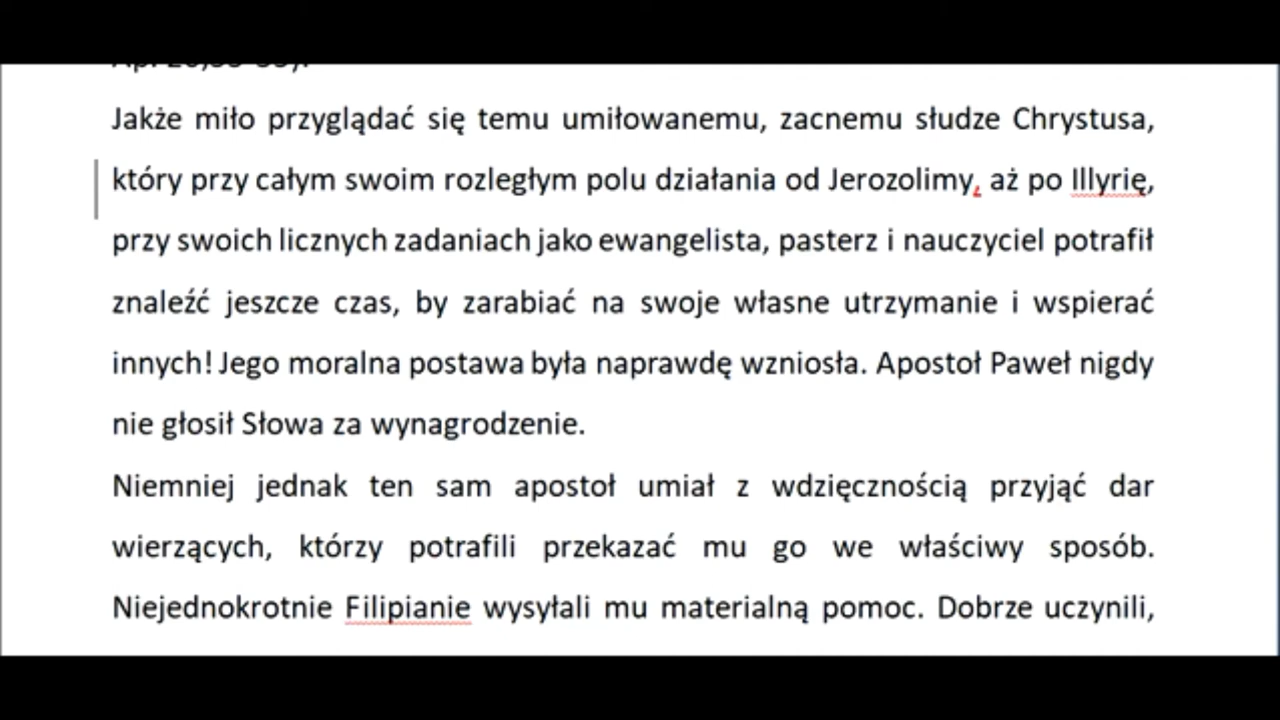 Jakże miło przyglądać się temu umiłowanemu, zacnemu słudze Chrystusa,
który przy całym swoim rozległym polu działania od Jerozolimy, aż po Illyrię,
przy swoich licznych zadaniach jako ewangelista, pasterz i nauczyciel potrafił
znaleźć jeszcze czas, by zarabiać na swoje własne utrzymanie i wspierać
innych! Jego moralna postawa była naprawdę wzniosła. Apostoł Paweł nigdy
nie głosił Słowa za wynagrodzenie.
Niemniej jednak ten sam apostoł umiał z wdzięcznością przyjąć dar
wierzących, którzy potrafili przekazać mu go we właściwy sposób.
Niejednokrotnie Filipianie wysyłali mu materialną pomoc. Dobrze uczynili,